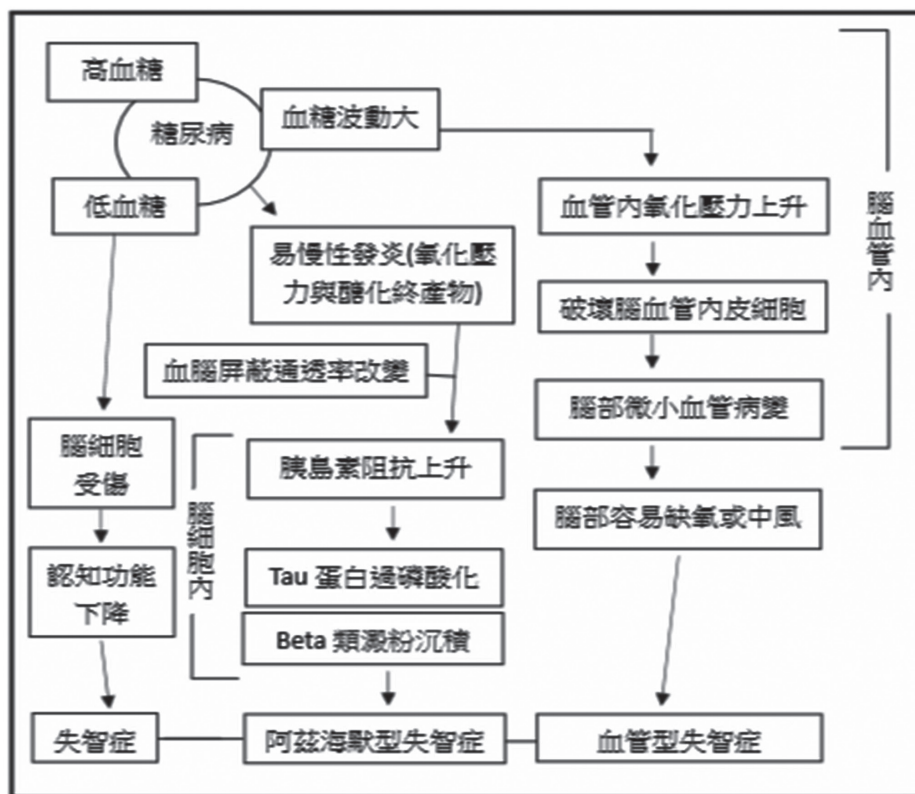 高血糖
糖尿病
血糖波動大
低血糖
血管內氧化壓力上升
腦血管內
易慢性發炎(氧化壓
力與醣化終產物)
破壞腦血管內皮細胞
血腦屏蔽通透率改變
腦部微小血管病變
腦細胞
受傷
胰島素阻抗上升
腦部容易缺氧或中風
腦細胞內
認知功能
下降
Tau 蛋白過磷酸化
Beta 類澱粉沉積
失智症
阿茲海默型失智症
血管型失智症